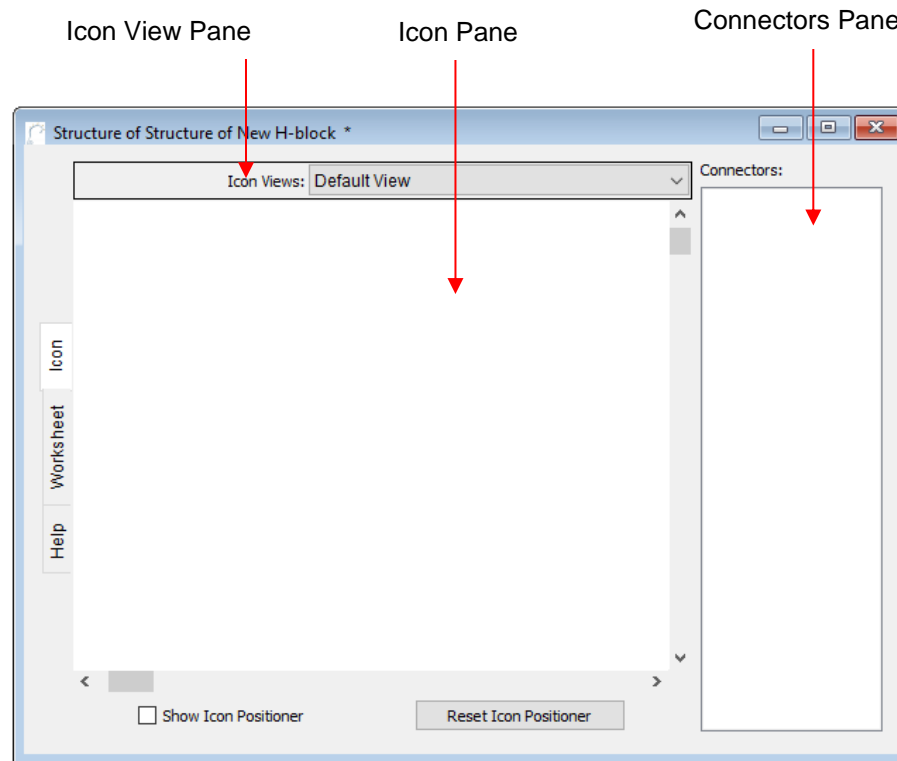 Icon View Pane
Icon Pane
Connectors Pane
Structure of Structure of New H-block *
Icon Views: Default View
Connectors:
Icon
Worksheet
Help
Show Icon Positioner
Reset Icon Positioner